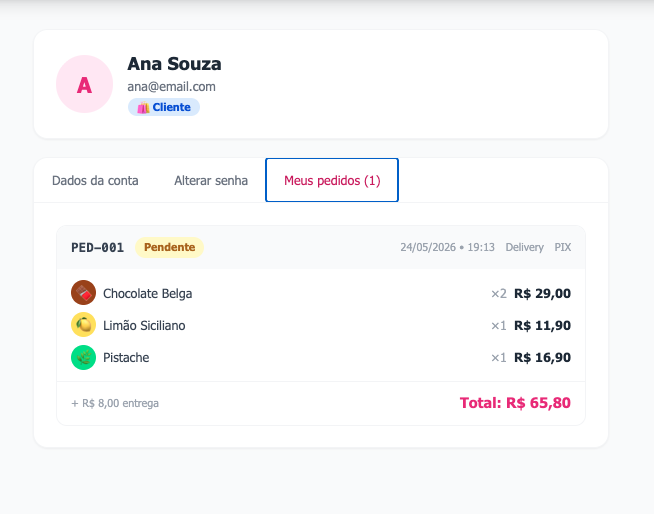 A
Ana Souza
ana@email.com
Cliente
Dados da conta Alterar senha Meus pedidos (1)
PED-001 Pendente 24/05/2026 • 19:13 Delivery PIX
Chocolate Belga ×2 R$ 29,00
Limão Siciliano ×1 R$ 11,90
Pistache ×1 R$ 16,90
+ R$ 8,00 entrega Total: R$ 65,80